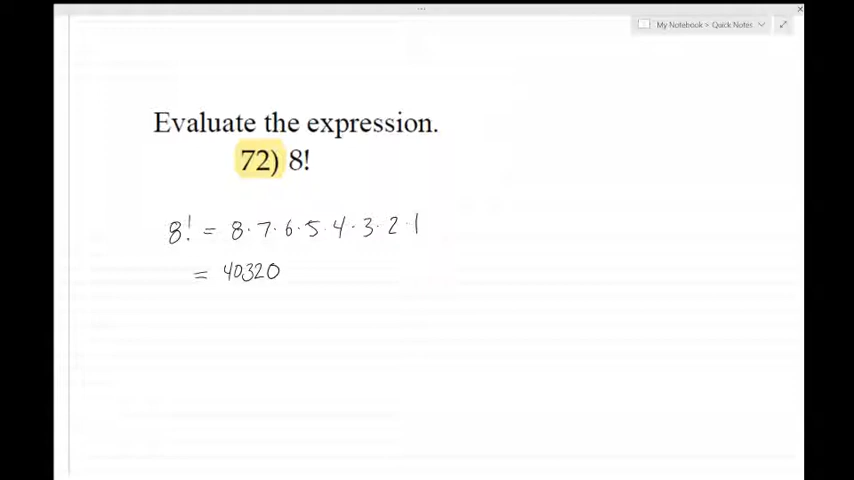 My Notebook > Quick Notes
Evaluate the expression.
72) 8!
8! = 8·7·6·5·4·3·2·1
= 40320